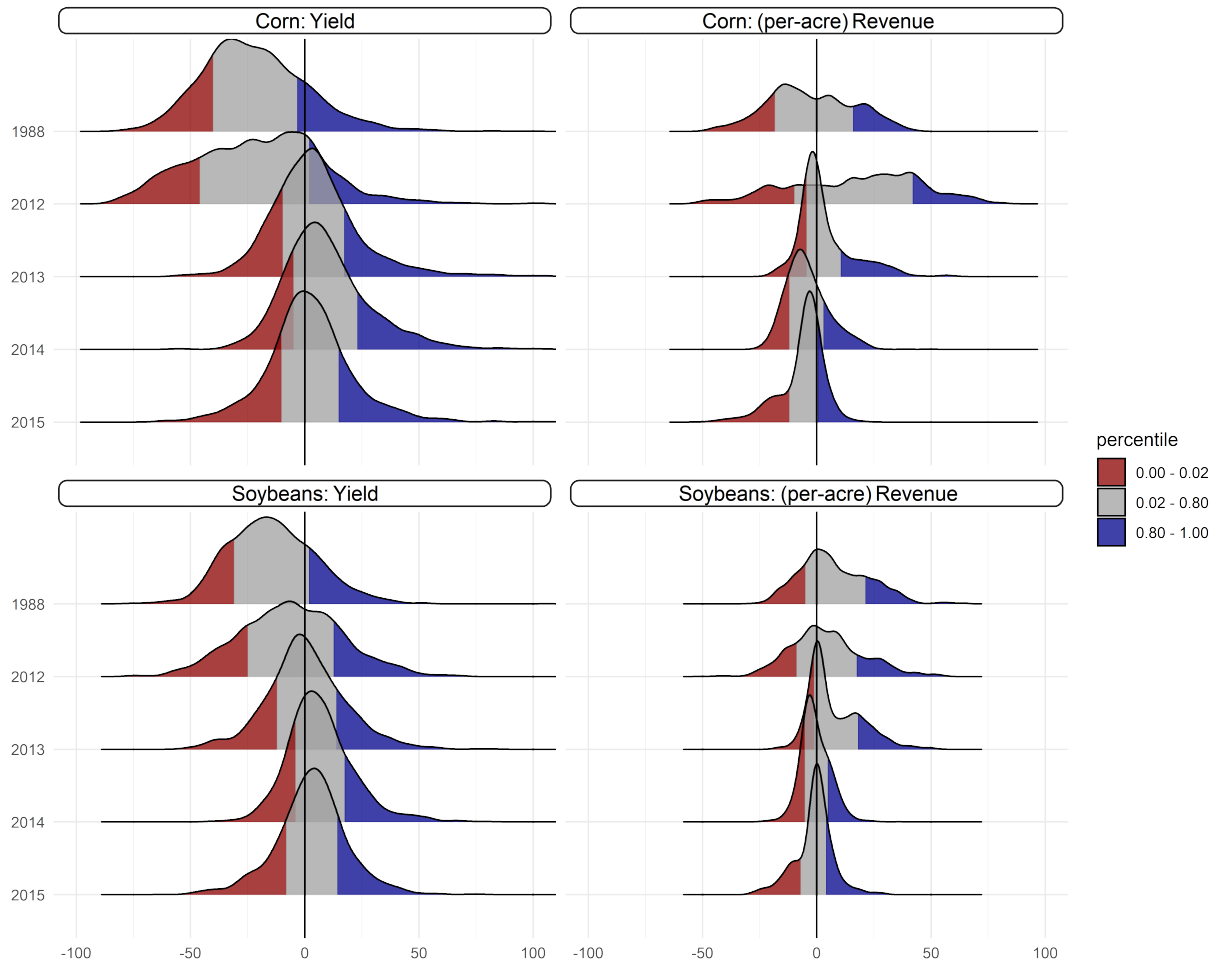 Corn: Yield
Corn: (per-acre) Revenue
1988
2012
2013
2014
2015
percentile
0.00 - 0.02
0.02 - 0.80
0.80 - 1.00
Soybeans: Yield
Soybeans: (per-acre) Revenue
1988
2012
2013
2014
2015
-100 -50 0 50 100 -100 -50 0 50 100